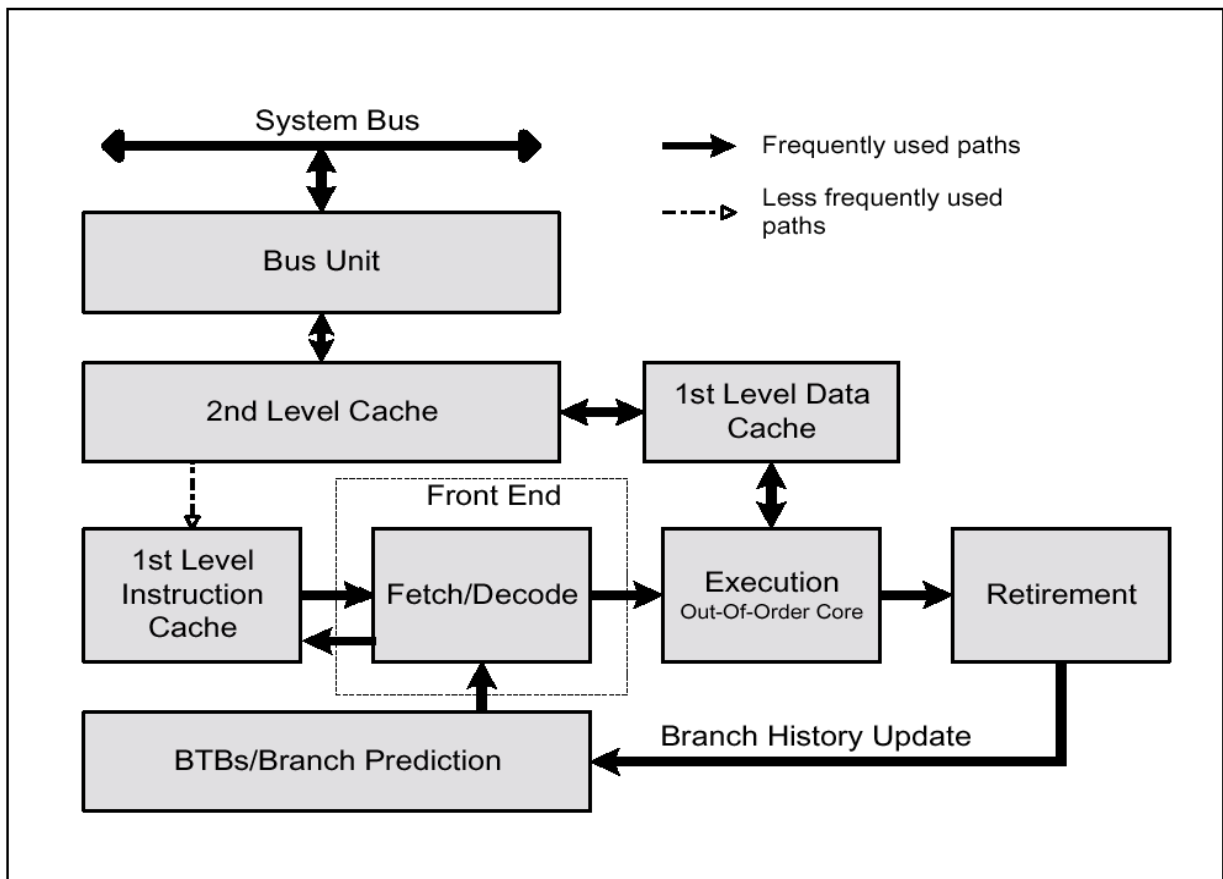 System Bus
Frequently used paths
Less frequently used
paths
Bus Unit
2nd Level Cache
1st Level Data
Cache
Front End
1st Level
Instruction
Cache
Fetch/Decode
Execution
Out-Of-Order Core
Retirement
BTBs/Branch Prediction
Branch History Update